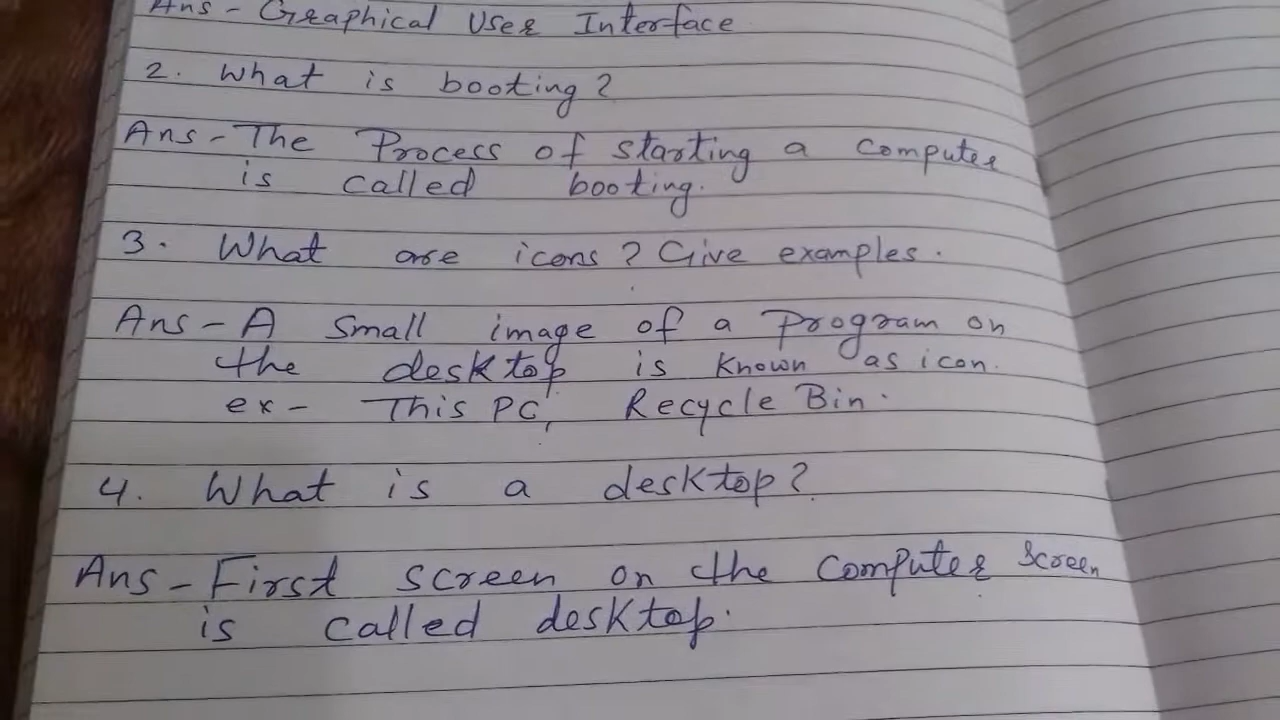 Ans - Graphical User Interface
2. What is booting?
Ans - The Process of starting a computer
is called booting.
3. What are icons? Give examples.
Ans - A small image of a program on
the desktop is known as icon.
ex - This PC, Recycle Bin.
4. What is a desktop?
Ans - First screen on the computer screen
is called desktop.